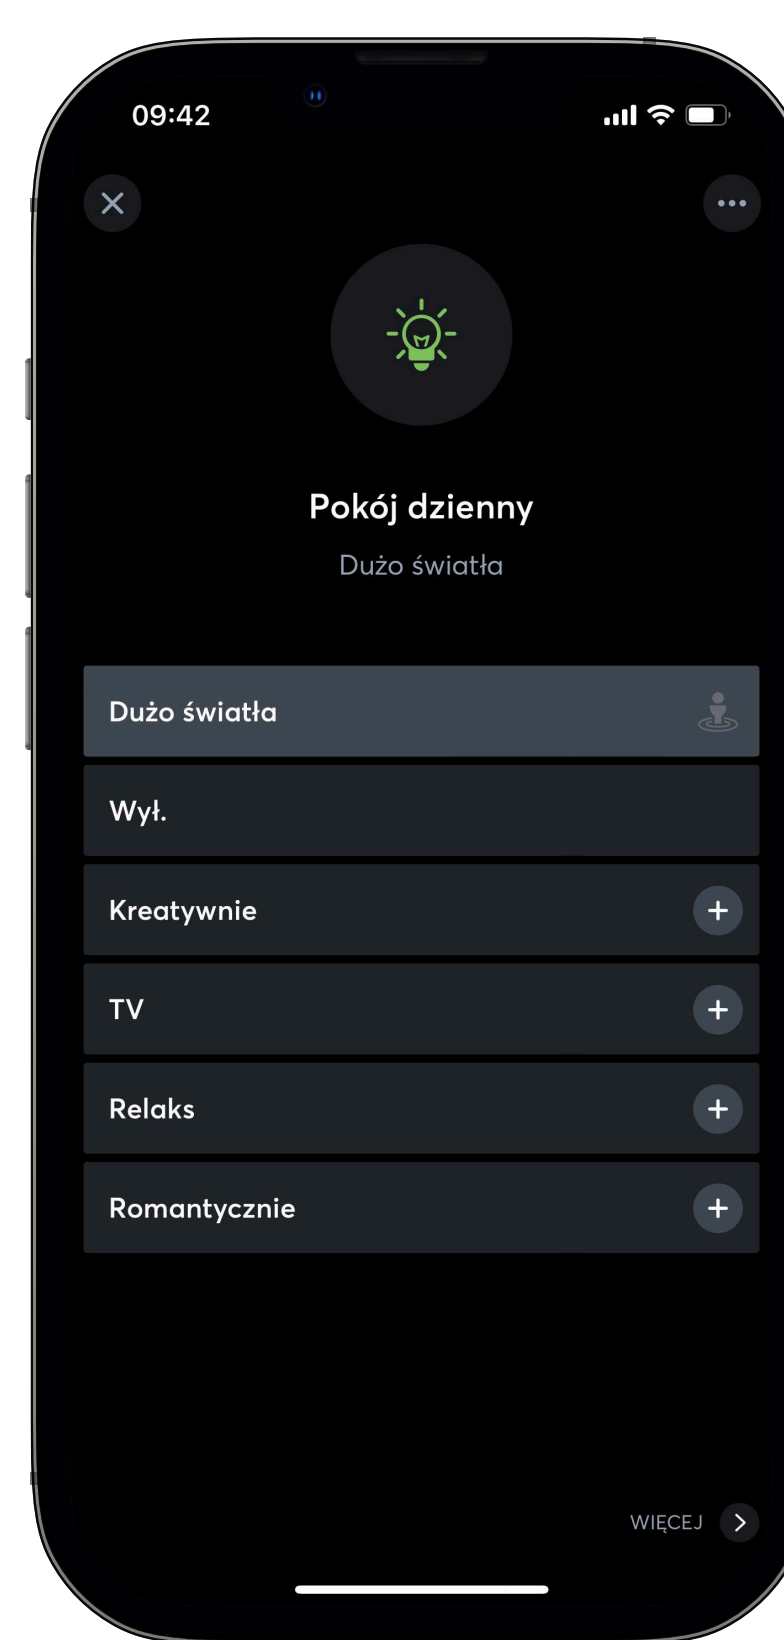 09:42
Pokój dzienny
Dużo światła
Dużo światła
Wył.
Kreatywnie
TV
Relaks
Romantycznie
WIĘCEJ